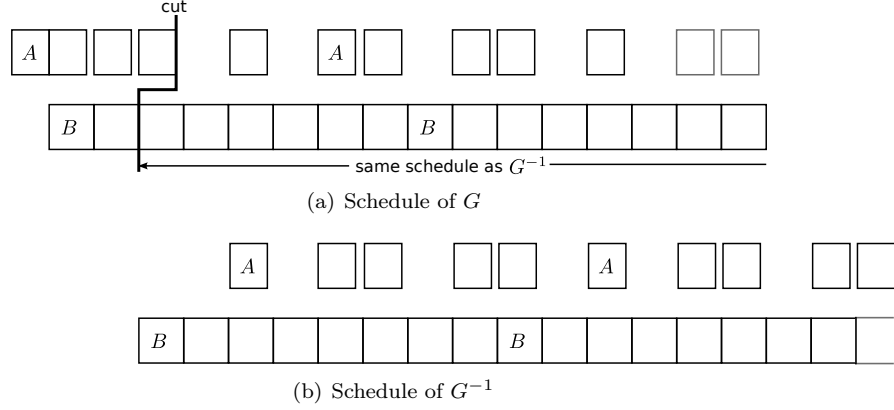 cut
A A
B B
same schedule as G⁻¹
(a) Schedule of G
A A
B B
(b) Schedule of G⁻¹